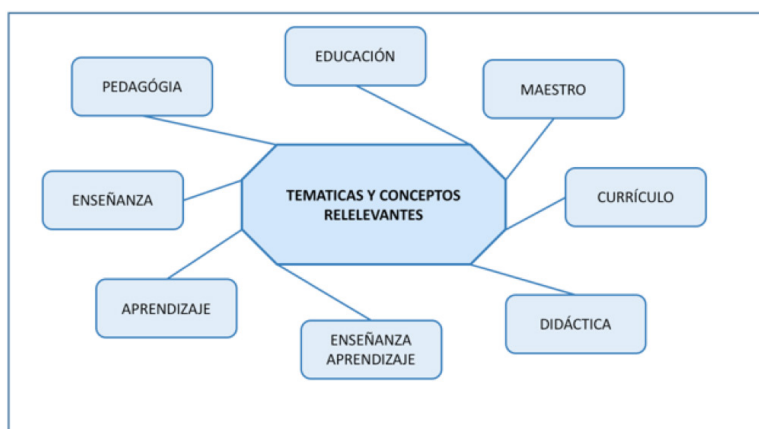 EDUCACIÓN
PEDAGÓGIA
MAESTRO
ENSEÑANZA
TEMATICAS Y CONCEPTOS
RELELEVANTES
CURRÍCULO
APRENDIZAJE
ENSEÑANZA
APRENDIZAJE
DIDÁCTICA